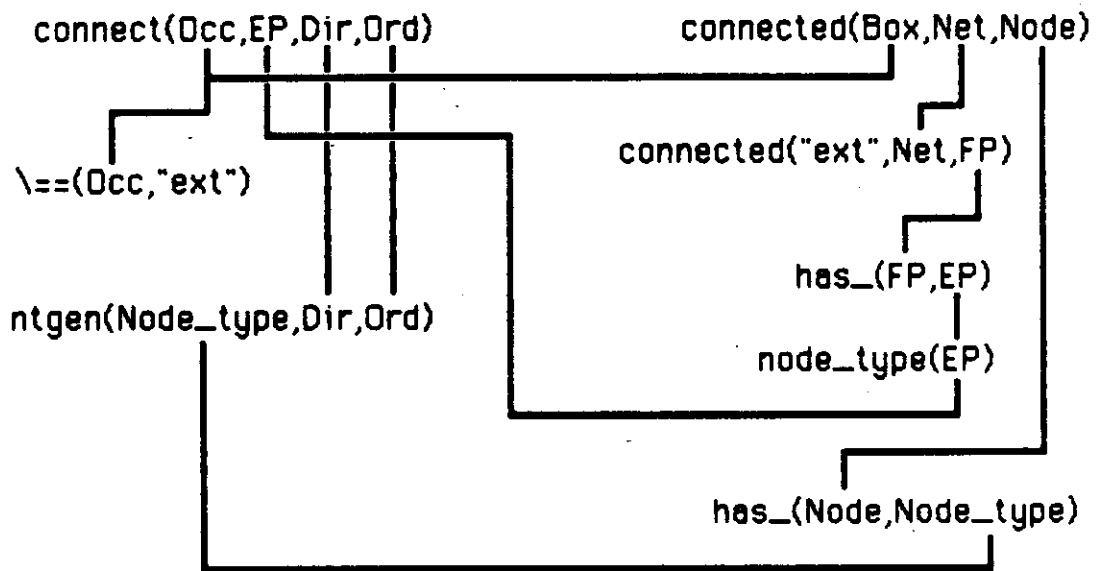 connect(Occ,EP,Dir,Ord)
connected(Box,Net,Node)
connected("ext",Net,FP)
\==(Occ,"ext")
has_(FP,EP)
ntgen(Node_type,Dir,Ord)
node_type(EP)
has_(Node,Node_type)